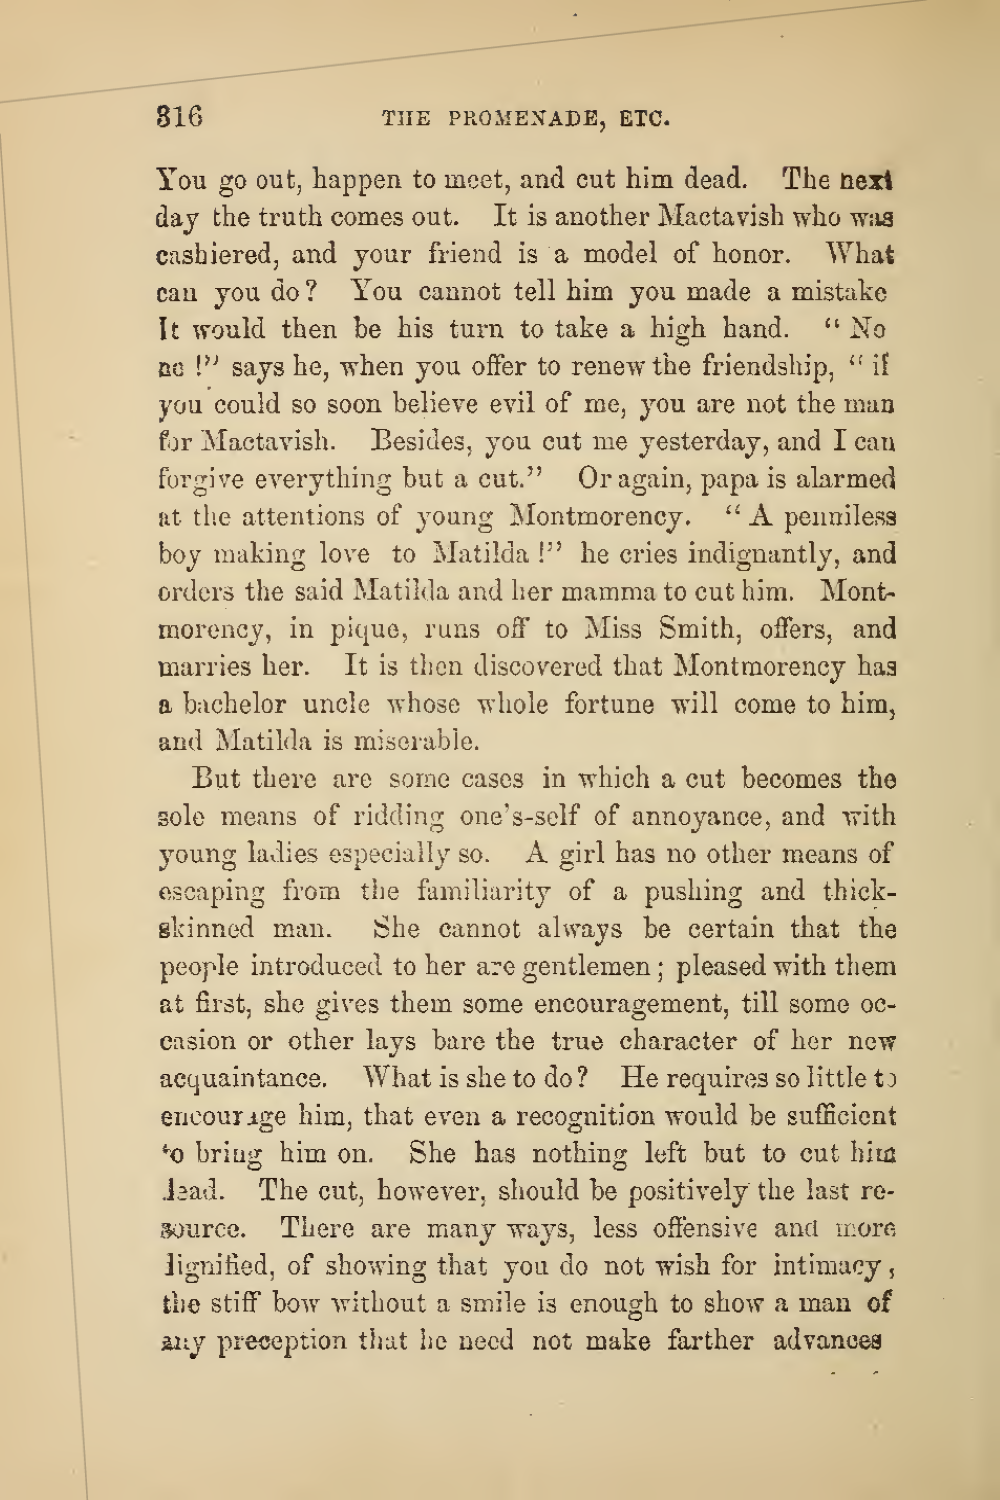 316 THE PROMENADE, ETC.
You go out, happen to meet, and cut him dead. The next
day the truth comes out. It is another Mactavish who was
cashiered, and your friend is a model of honor. What
can you do? You cannot tell him you made a mistake
It would then be his turn to take a high hand. “No
no!” says he, when you offer to renew the friendship, “if
you could so soon believe evil of me, you are not the man
for Mactavish. Besides, you cut me yesterday, and I can
forgive everything but a cut.” Or again, papa is alarmed
at the attentions of young Montmorency. “A penniless
boy making love to Matilda!” he cries indignantly, and
orders the said Matilda and her mamma to cut him. Mont-
morency, in pique, runs off to Miss Smith, offers, and
marries her. It is then discovered that Montmorency has
a bachelor uncle whose whole fortune will come to him,
and Matilda is miserable.
But there are some cases in which a cut becomes the
sole means of ridding one’s-self of annoyance, and with
young ladies especially so. A girl has no other means of
escaping from the familiarity of a pushing and thick-
skinned man. She cannot always be certain that the
people introduced to her are gentlemen; pleased with them
at first, she gives them some encouragement, till some oc-
casion or other lays bare the true character of her new
acquaintance. What is she to do? He requires so little to
encourage him, that even a recognition would be sufficient
to bring him on. She has nothing left but to cut him
dead. The cut, however, should be positively the last re-
source. There are many ways, less offensive and more
dignified, of showing that you do not wish for intimacy,
the stiff bow without a smile is enough to show a man of
any preception that he need not make farther advances